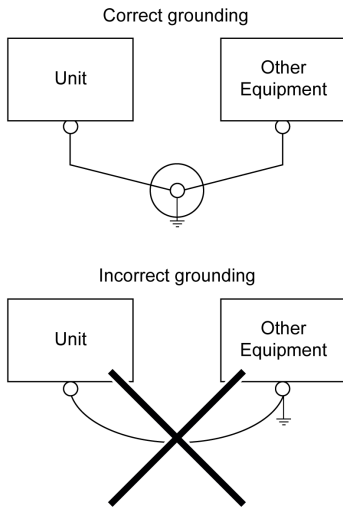 Correct grounding
Unit
Other
Equipment
Incorrect grounding
Unit
Other
Equipment